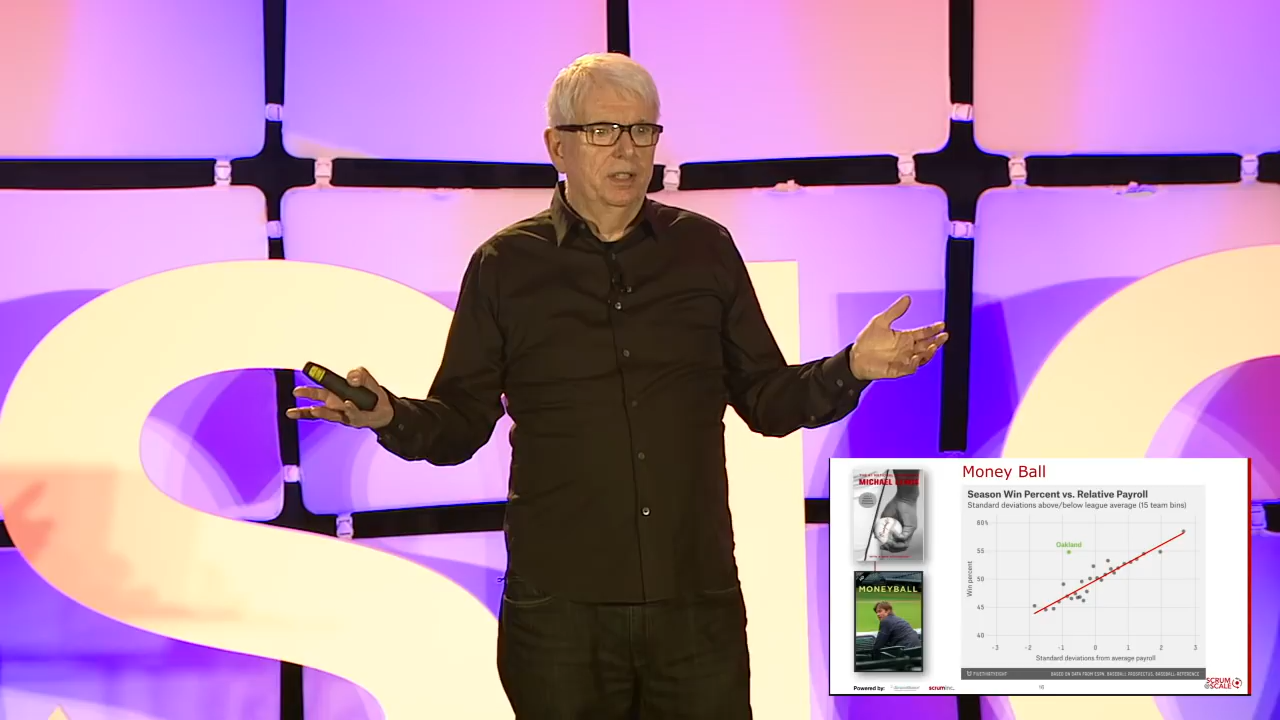 S
Money Ball
MICHAEL LEWIS
MONEYBALL
Season Win Percent vs. Relative Payroll
Standard deviations above/below league average (15 team bins)
Win percent
60%
55
50
45
40
Oakland
-3
-2
-1
0
1
2
3
Standard deviations from average payroll
FIVETHIRTYEIGHT
BASED ON DATA FROM ESPN, BASEBALL PROSPECTUS, BASEBALL-REFERENCE
Powered by:
scruminc.
SCRUM
@SCALE